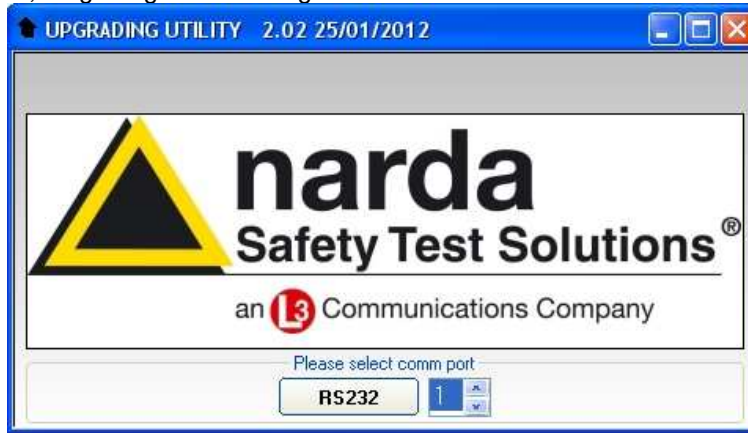 UPGRADING UTILITY 2.02 25/01/2012
narda
Safety Test Solutions®
an L3 Communications Company
Please select comm port
RS232 1